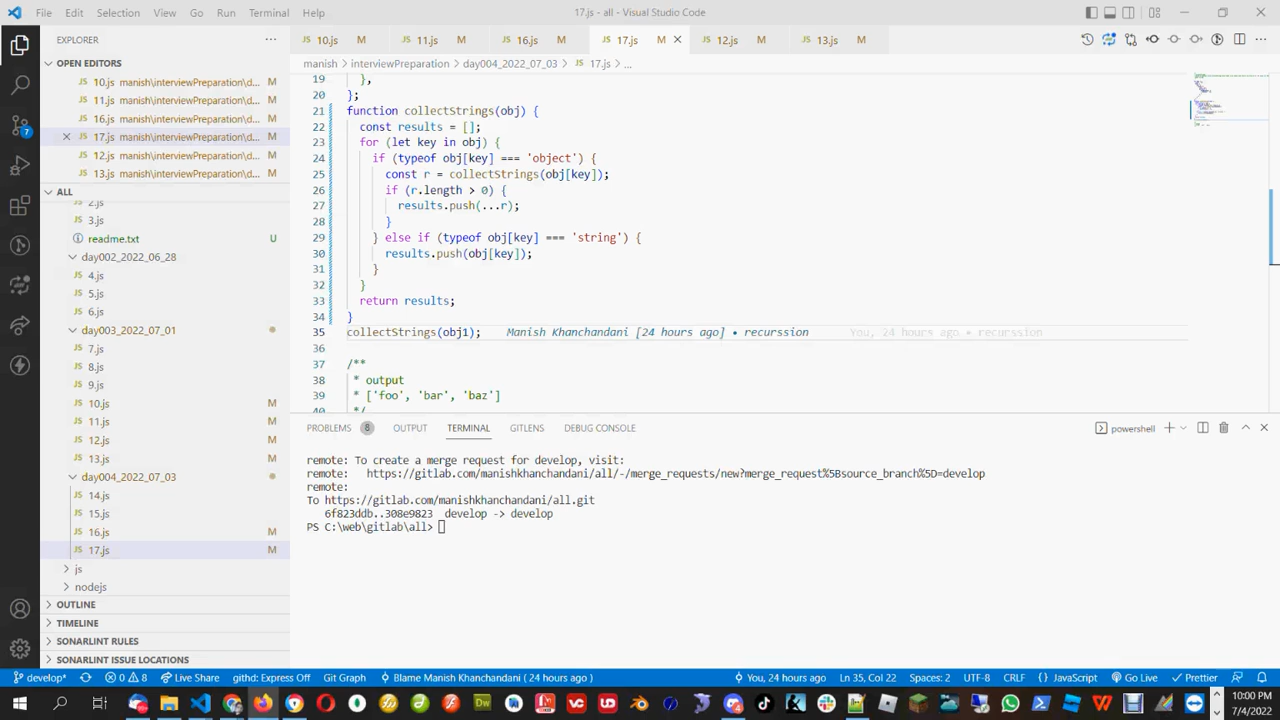 File Edit Selection View Go Run Terminal Help 17.js - all - Visual Studio Code
EXPLORER
10.js M 11.js M 16.js M 17.js M 12.js M 13.js M
OPEN EDITORS
10.js manish\interviewPreparation\d... M
11.js manish\interviewPreparation\d... M
16.js manish\interviewPreparation\d... M
17.js manish\interviewPreparation\d... M
12.js manish\interviewPreparation\d... M
13.js manish\interviewPreparation\d... M
ALL
2.js
3.js
readme.txt U
day002_2022_06_28
4.js
5.js
6.js
day003_2022_07_01
7.js
8.js
9.js
10.js M
11.js M
12.js M
13.js M
day004_2022_07_03
14.js
15.js
16.js M
17.js M
js
nodejs
OUTLINE
TIMELINE
SONARLINT RULES
SONARLINT ISSUE LOCATIONS
manish > interviewPreparation > day004_2022_07_03 > JS 17.js > ...
19 },
20 };
21 function collectStrings(obj) {
22 const results = [];
23 for (let key in obj) {
24 if (typeof obj[key] === 'object') {
25 const r = collectStrings(obj[key]);
26 if (r.length > 0) {
27 results.push(...r);
28 }
29 } else if (typeof obj[key] === 'string') {
30 results.push(obj[key]);
31 }
32 }
33 return results;
34 }
35 collectStrings(obj1); Manish Khanchandani [24 hours ago] • recurssion You, 24 hours ago • recurssion
36
37 /**
38 * output
39 * ['foo', 'bar', 'baz']
40 */
PROBLEMS 8 OUTPUT TERMINAL GITLENS DEBUG CONSOLE powershell
remote: To create a merge request for develop, visit:
remote: https://gitlab.com/manishkhanchandani/all/-/merge_requests/new?merge_request%5Bsource_branch%5D=develop
remote:
To https://gitlab.com/manishkhanchandani/all.git
6f823ddb..308e9823 develop -> develop
PS C:\web\gitlab\all>
develop* 0 8 Live Share githd: Express Off Git Graph Blame Manish Khanchandani ( 24 hours ago ) You, 24 hours ago Ln 35, Col 22 Spaces: 2 UTF-8 CRLF JavaScript Go Live Prettier
10:00 PM
7/4/2022